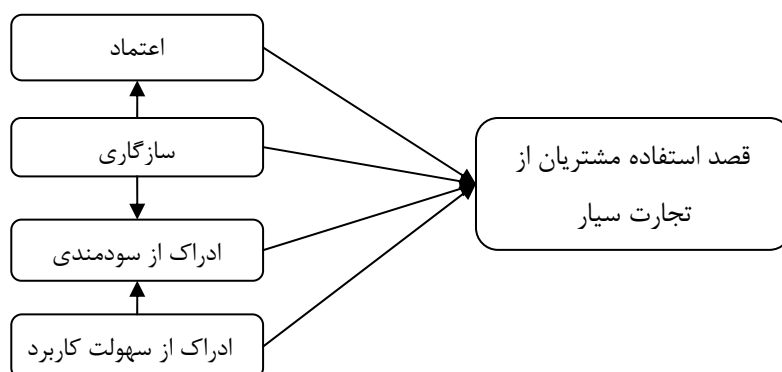 اعتماد
سازگاری
ادراک از سودمندی
ادراک از سهولت کاربرد
قصد استفاده مشتریان از
تجارت سیار